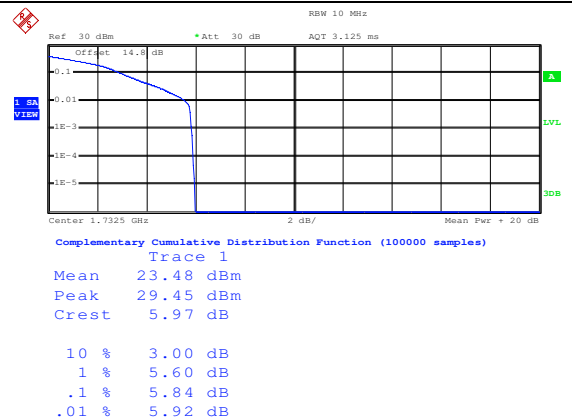 RBW 10 MHz
Ref 30 dBm *Att 30 dB AQT 3.125 ms
Offset 14.8 dB
0.1
A
0.01
1 SA
VIEW
1E-3
LVL
1E-4
1E-5
3DB
Center 1.7325 GHz 2 dB/ Mean Pwr + 20 dB
Complementary Cumulative Distribution Function (100000 samples)
Trace 1
Mean 23.48 dBm
Peak 29.45 dBm
Crest 5.97 dB
10 % 3.00 dB
1 % 5.60 dB
.1 % 5.84 dB
.01 % 5.92 dB